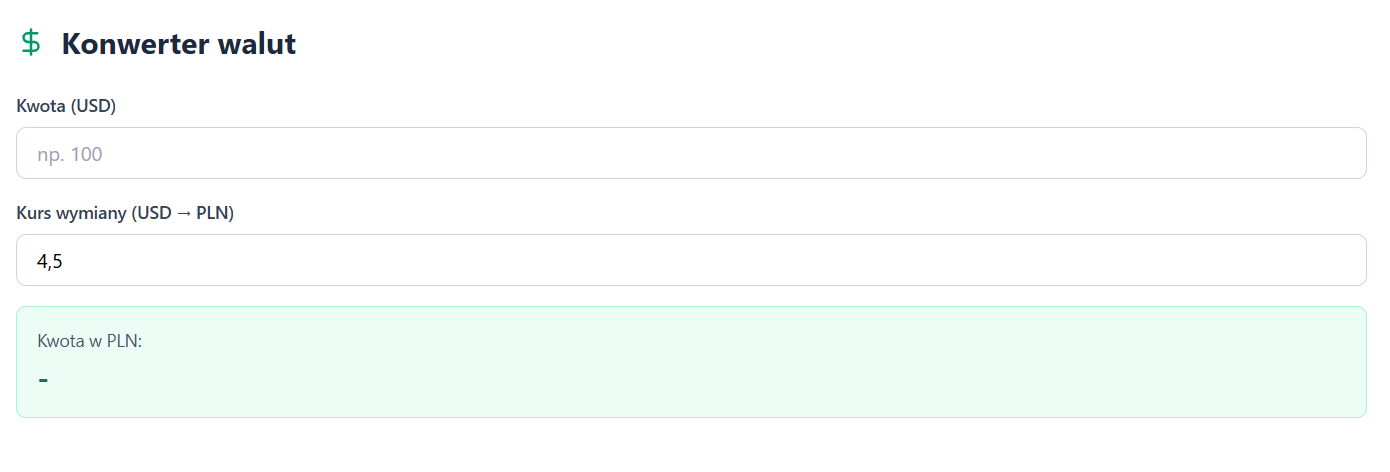 $ Konwerter walut
Kwota (USD)
np. 100
Kurs wymiany (USD → PLN)
4,5
Kwota w PLN:
-